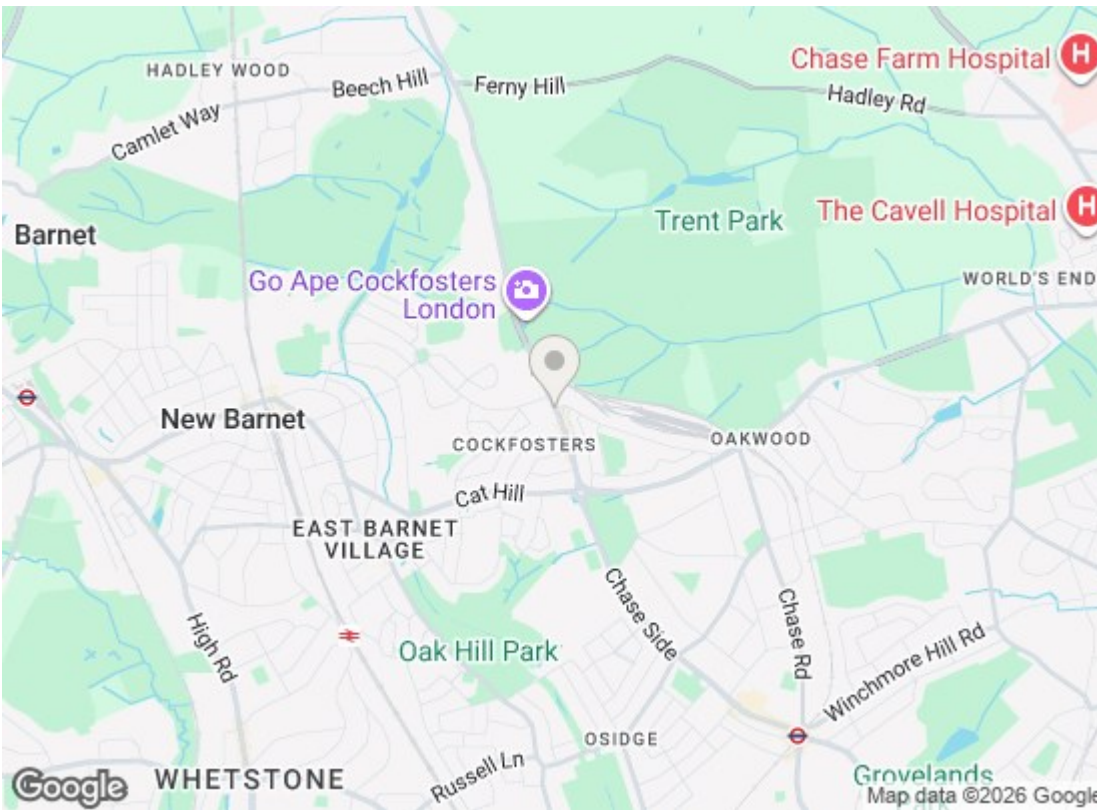 Chase Farm Hospital
H
HADLEY WOOD
Beech Hill
Ferny Hill
Hadley Rd
Camlet Way
The Cavell Hospital
H
Trent Park
Barnet
Go Ape Cockfosters
London
WORLD'S END
New Barnet
COCKFOSTERS
OAKWOOD
Cat Hill
EAST BARNET
VILLAGE
Chase Side
Chase Rd
High Rd
Winchmore Hill Rd
Oak Hill Park
OSIDGE
Russell Ln
WHETSTONE
Grovelands
Google
Map data ©2026 Google